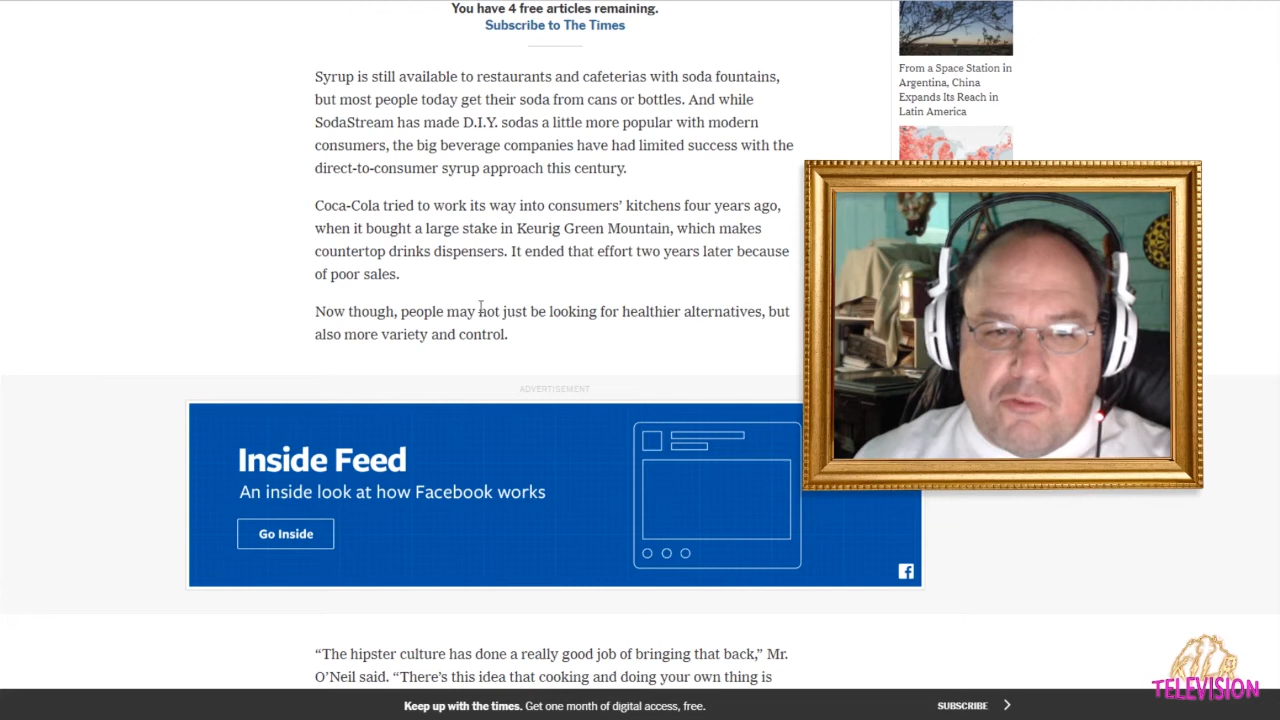 You have 4 free articles remaining.
Subscribe to The Times
Syrup is still available to restaurants and cafeterias with soda fountains,
but most people today get their soda from cans or bottles. And while
SodaStream has made D.I.Y. sodas a little more popular with modern
consumers, the big beverage companies have had limited success with the
direct-to-consumer syrup approach this century.
Coca-Cola tried to work its way into consumers’ kitchens four years ago,
when it bought a large stake in Keurig Green Mountain, which makes
countertop drinks dispensers. It ended that effort two years later because
of poor sales.
Now though, people may not just be looking for healthier alternatives, but
also more variety and control.
From a Space Station in
Argentina, China
Expands Its Reach in
Latin America
ADVERTISEMENT
Inside Feed
An inside look at how Facebook works
Go Inside
“The hipster culture has done a really good job of bringing that back,” Mr.
O’Neil said. “There’s this idea that cooking and doing your own thing is
Keep up with the times. Get one month of digital access, free.
SUBSCRIBE
TELEVISION